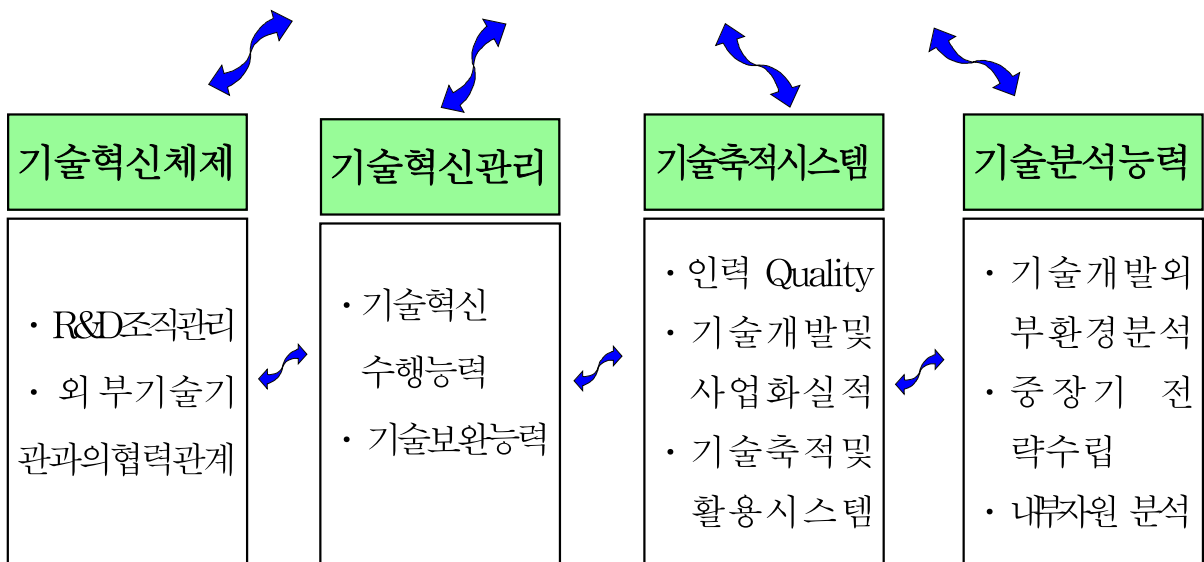 기술혁신체제
· R&D조직관리
· 외부기술기
관과의협력관계
기술혁신관리
· 기술혁신
수행능력
· 기술보완능력
기술축적시스템
· 인력 Quality
· 기술개발및
사업화실적
· 기술축적및
활용시스템
기술분석능력
· 기술개발외
부환경분석
· 중장기 전
략수립
· 내부자원 분석